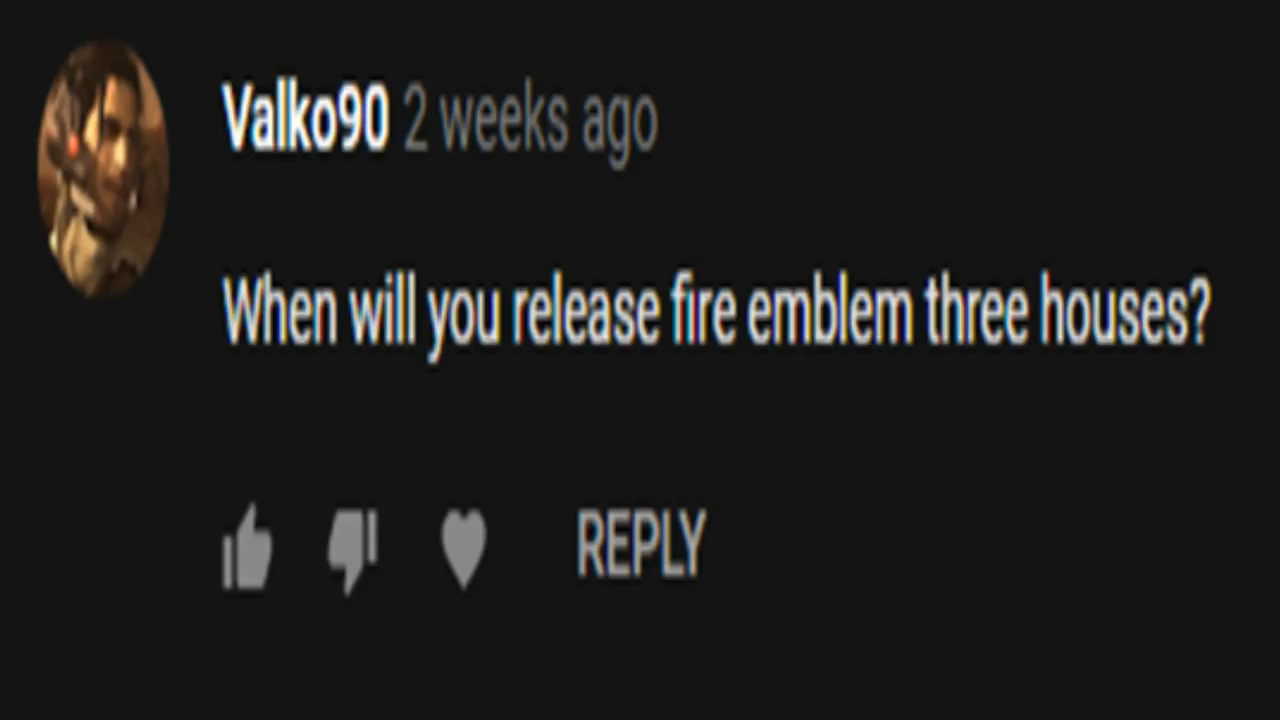 Valko90 2 weeks ago
When will you release fire emblem three houses?
REPLY